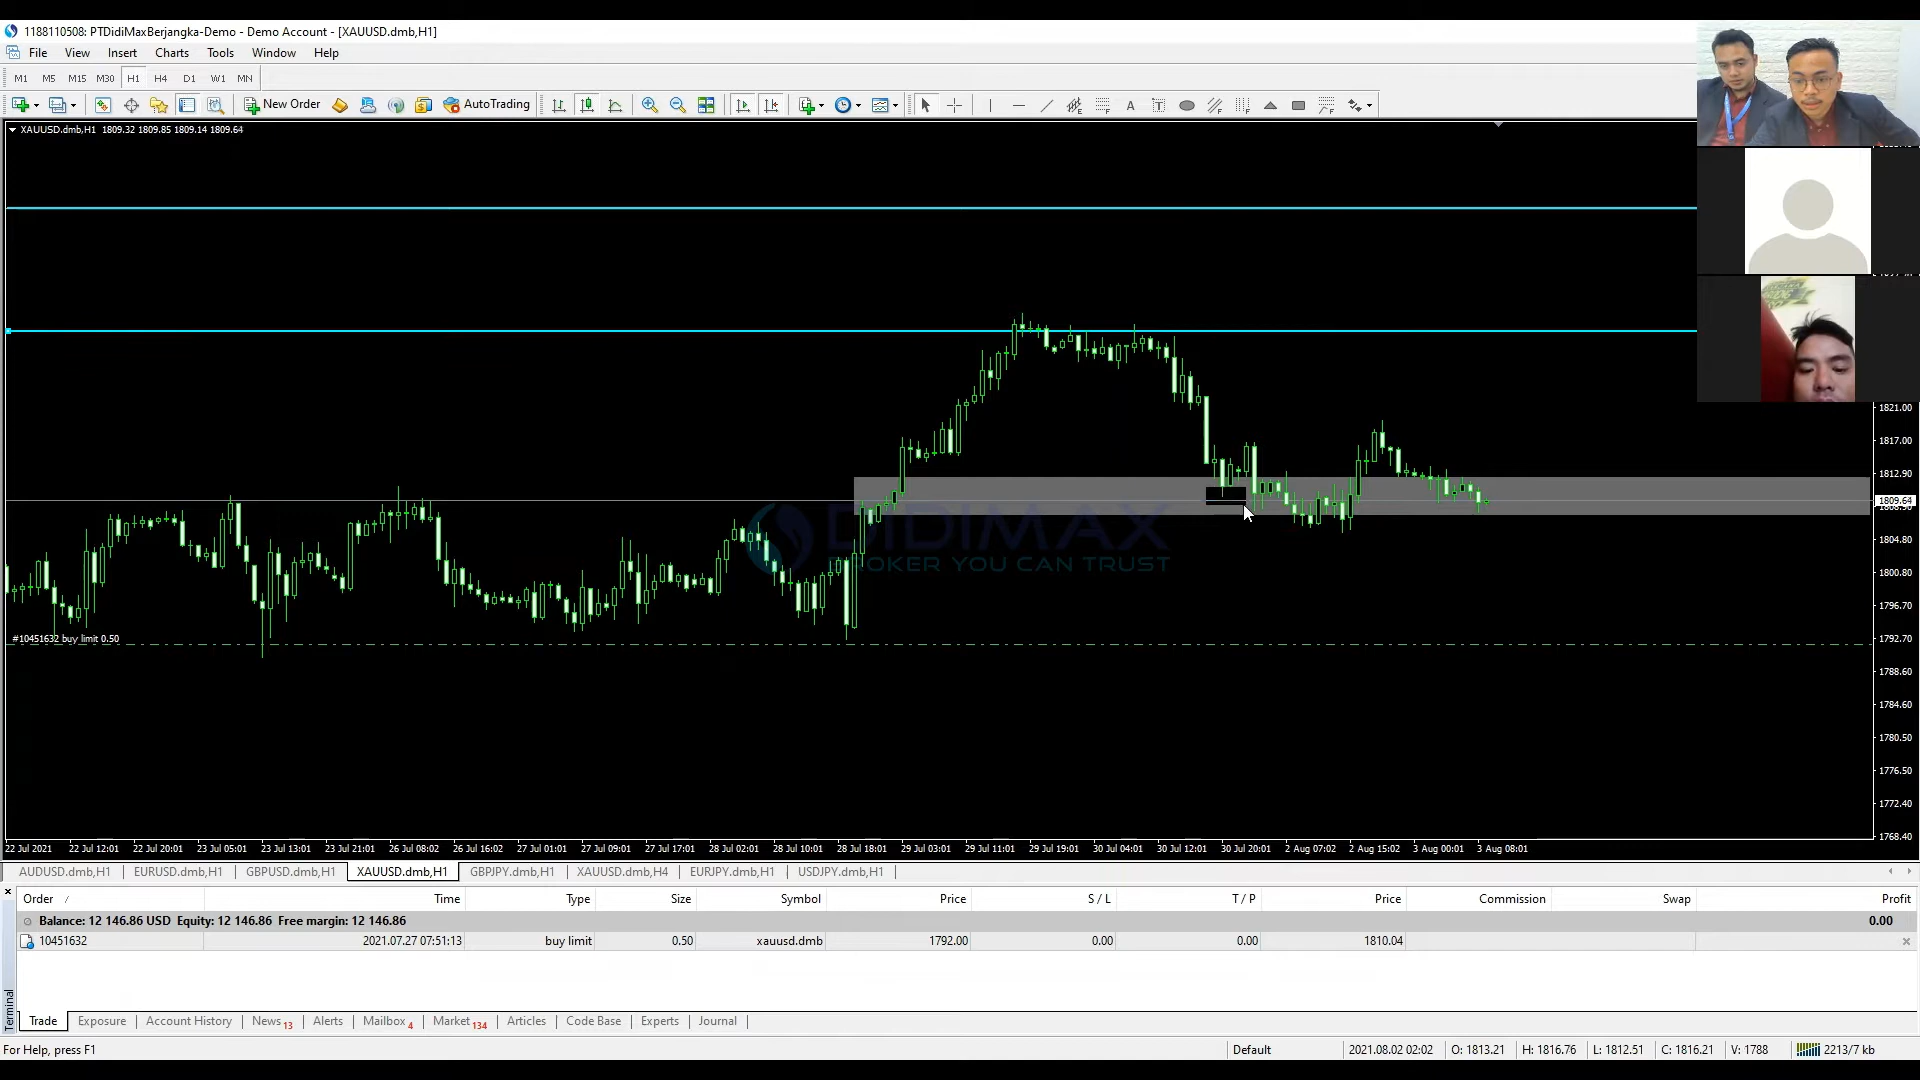 1188110508: PTDidiMaxBerjangka-Demo - Demo Account - [XAUUSD.dmb,H1]
File View Insert Charts Tools Window Help
M1 M5 M15 M30 H1 H4 D1 W1 MN
New Order AutoTrading A T
XAUUSD.dmb,H1 1809.32 1809.85 1809.14 1809.64
1821.00
1817.00
1812.90
1809.64
1808.90
1804.80
1800.80
1796.70
1792.70
1788.60
1784.60
1780.50
1776.50
1772.40
1768.40
DIDIMAX
BROKER YOU CAN TRUST
#10451632 buy limit 0.50
22 Jul 2021 22 Jul 12:01 22 Jul 20:01 23 Jul 05:01 23 Jul 13:01 23 Jul 21:01 26 Jul 08:02 26 Jul 16:02 27 Jul 01:01 27 Jul 09:01 27 Jul 17:01 28 Jul 02:01 28 Jul 10:01 28 Jul 18:01 29 Jul 03:01 29 Jul 11:01 29 Jul 19:01 30 Jul 04:01 30 Jul 12:01 30 Jul 20:01 2 Aug 07:02 2 Aug 15:02 3 Aug 00:01 3 Aug 08:01
AUDUSD.dmb,H1 EURUSD.dmb,H1 GBPUSD.dmb,H1 XAUUSD.dmb,H1 GBPJPY.dmb,H1 XAUUSD.dmb,H4 EURJPY.dmb,H1 USDJPY.dmb,H1
Order / Time Type Size Symbol Price S / L T / P Price Commission Swap Profit
Balance: 12 146.86 USD Equity: 12 146.86 Free margin: 12 146.86 0.00
10451632 2021.07.27 07:51:13 buy limit 0.50 xauusd.dmb 1792.00 0.00 0.00 1810.04
Terminal
Trade Exposure Account History News 13 Alerts Mailbox 4 Market 134 Articles Code Base Experts Journal
For Help, press F1 Default 2021.08.02 02:02 O: 1813.21 H: 1816.76 L: 1812.51 C: 1816.21 V: 1788 2213/7 kb